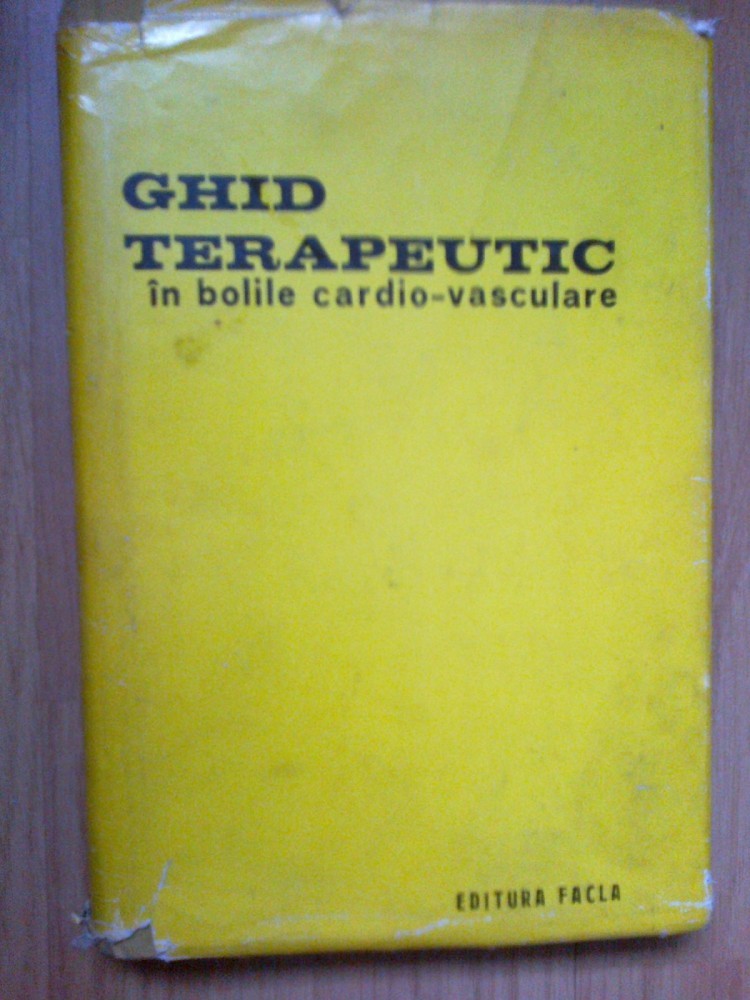 GHID
TERAPEUTIC
în bolile cardio-vasculare
EDITURA FACLA